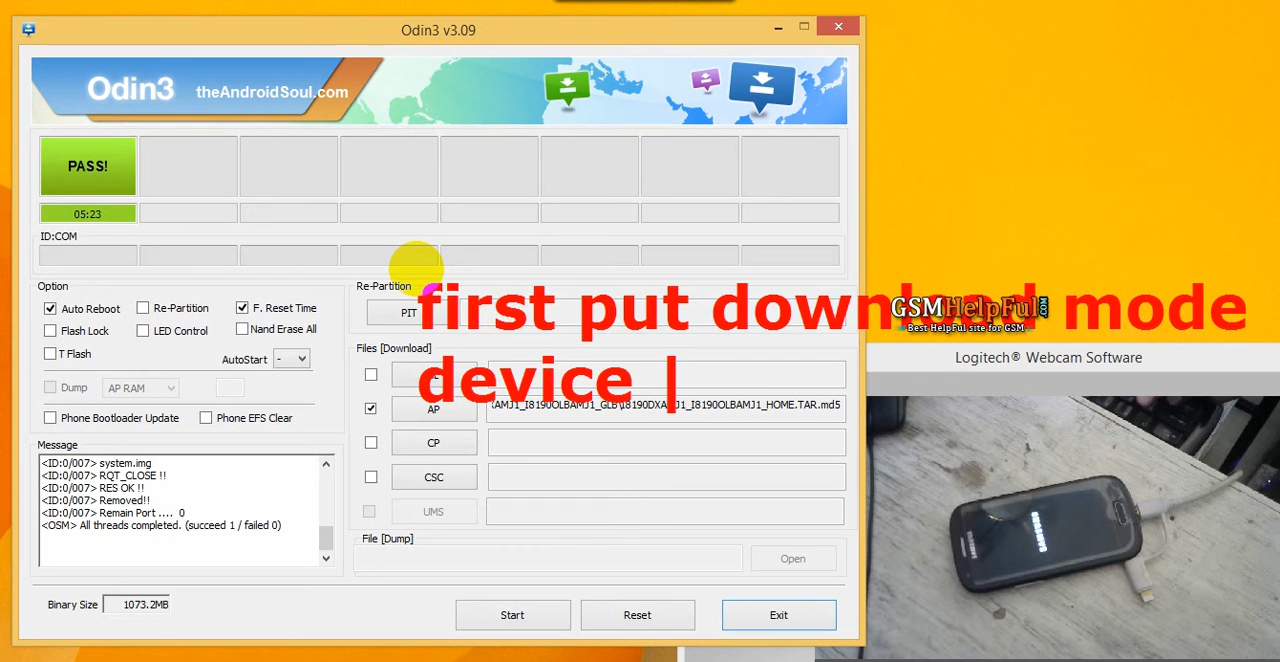 Odin3 v3.09
Odin3 theAndroidSoul.com
PASS!
05:23
ID:COM
Option
Auto Reboot
Re-Partition
F. Reset Time
Flash Lock
LED Control
Nand Erase All
T Flash
AutoStart -
Dump
AP RAM
Phone Bootloader Update
Phone EFS Clear
Message
<ID:0/007> system.img
<ID:0/007> RQT_CLOSE !!
<ID:0/007> RES OK !!
<ID:0/007> Removed!!
<ID:0/007> Remain Port .... 0
<OSM> All threads completed. (succeed 1 / failed 0)
Binary Size 1073.2MB
Re-Partition
PIT
first put download mode
device |
GSMHelpFul.COM
Best HelpFul site for GSM
Files [Download]
AP
CP
CSC
UMS
File [Dump]
Open
Start
Reset
Exit
Logitech® Webcam Software
SAMSUNG
SAMSUNG